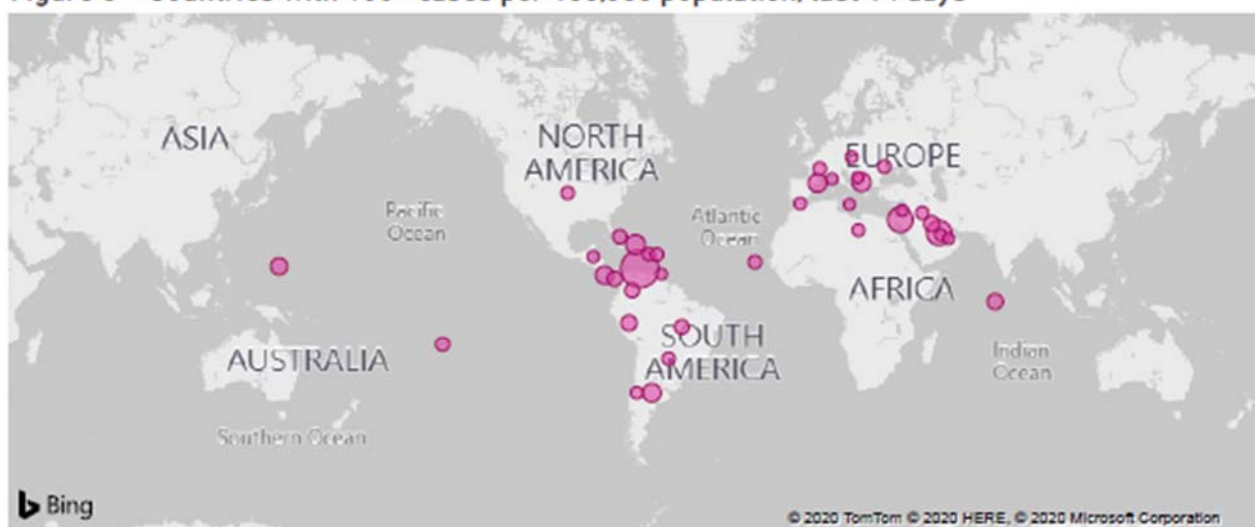 Countries with 100+ cases per 100,000 population, last 14 days
ASIA
NORTH
AMERICA
EUROPE
Pacific
Ocean
Atlantic
Ocean
AFRICA
SOUTH
AMERICA
AUSTRALIA
Indian
Ocean
Southern Ocean
Bing
© 2020 TomTom © 2020 HERE, © 2020 Microsoft Corporation